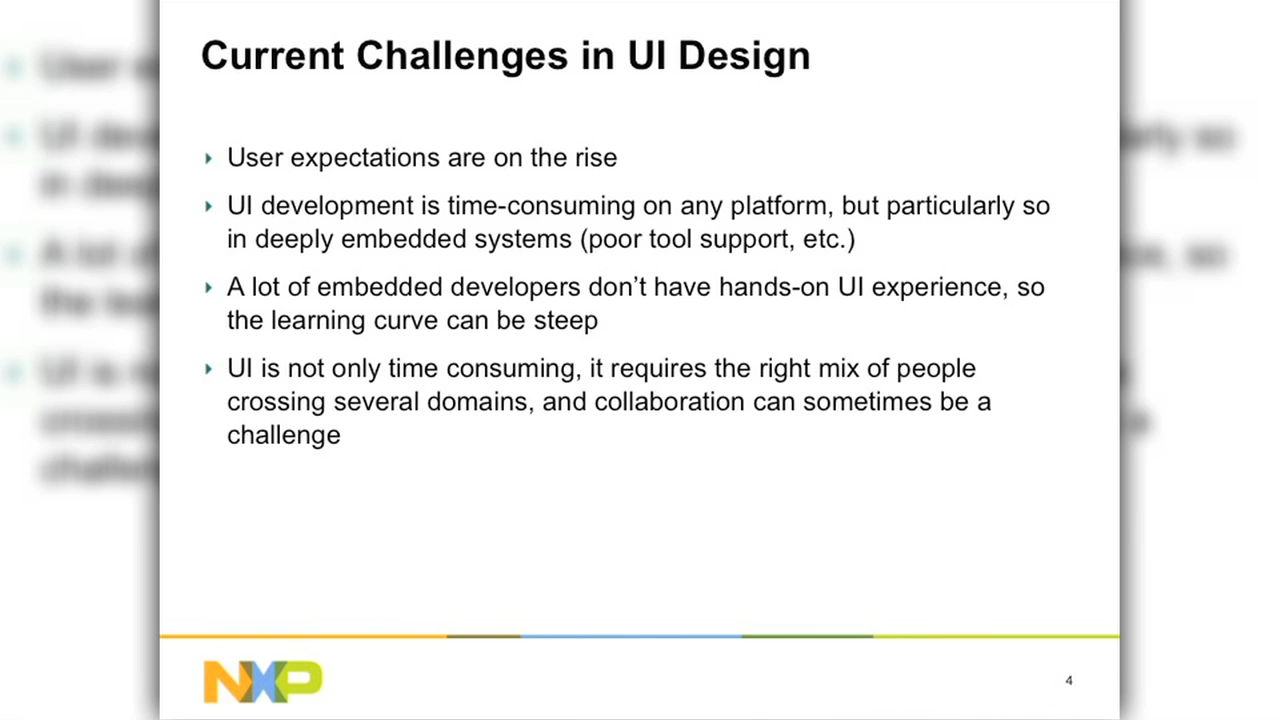 Current Challenges in UI Design
User expectations are on the rise
UI development is time-consuming on any platform, but particularly so
in deeply embedded systems (poor tool support, etc.)
A lot of embedded developers don’t have hands-on UI experience, so
the learning curve can be steep
UI is not only time consuming, it requires the right mix of people
crossing several domains, and collaboration can sometimes be a
challenge
NXP
4